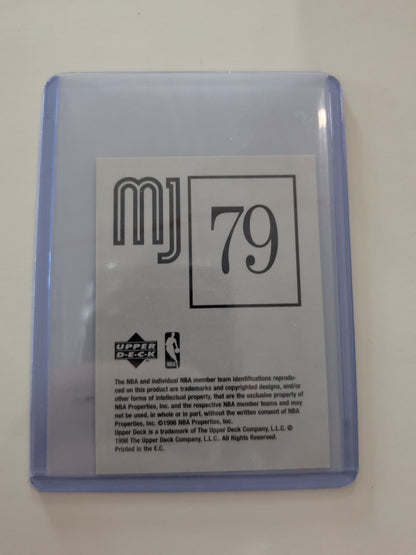 mj
79
UPPER
DECK
NBA
The NBA and individual NBA member team identifications reproduc-
ed on this product are trademarks and copyrighted designs, and/or
other forms of intellectual property, that are the exclusive property of
NBA Properties, Inc. and the respective NBA member teams and may
not be used, in whole or in part, without the written consent of NBA
Properties, Inc. ©1998 NBA Properties, Inc.
Upper Deck is a trademark of The Upper Deck Company, L.L.C. ©
1998 The Upper Deck Company, L.L.C. All Rights Reserved.
Printed in the E.C.